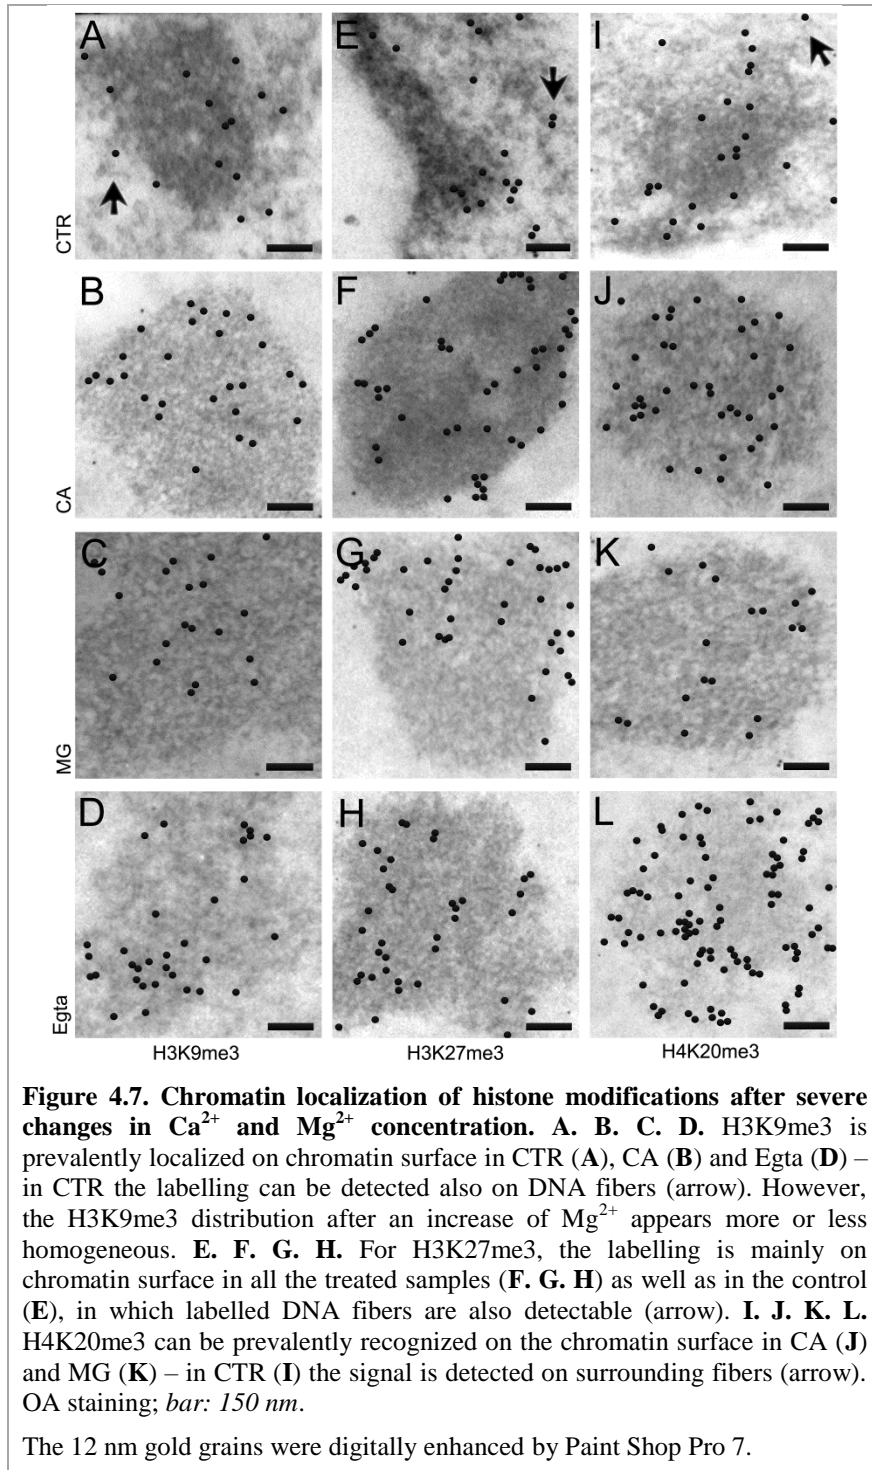 A E I
CTR
B F J
CA
C G K
MG
D H L
Egta
H3K9me3 H3K27me3 H4K20me3
Figure 4.7. Chromatin localization of histone modifications after severe
changes in Ca²⁺ and Mg²⁺ concentration. A. B. C. D. H3K9me3 is
prevalently localized on chromatin surface in CTR (A), CA (B) and Egta (D) –
in CTR the labelling can be detected also on DNA fibers (arrow). However,
the H3K9me3 distribution after an increase of Mg²⁺ appears more or less
homogeneous. E. F. G. H. For H3K27me3, the labelling is mainly on
chromatin surface in all the treated samples (F. G. H) as well as in the control
(E), in which labelled DNA fibers are also detectable (arrow). I. J. K. L.
H4K20me3 can be prevalently recognized on the chromatin surface in CA (J)
and MG (K) – in CTR (I) the signal is detected on surrounding fibers (arrow).
OA staining; bar: 150 nm.
The 12 nm gold grains were digitally enhanced by Paint Shop Pro 7.